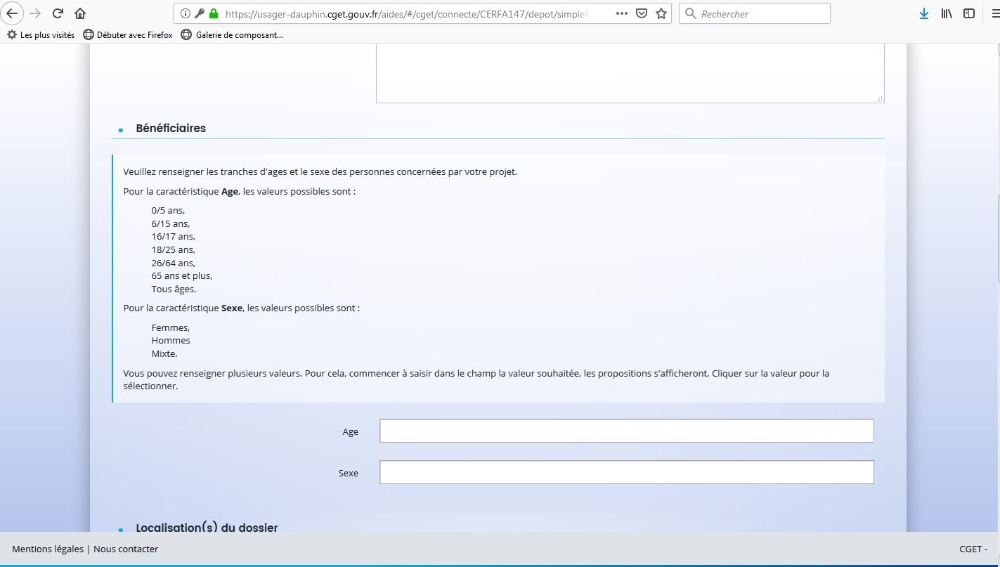 https://usager-dauphin.cget.gouv.fr/aides/#/cget/connecte/CERFA147/depot/simple?
Rechercher
Les plus visités
Débuter avec Firefox
Galerie de composant...
Bénéficiaires
Veuillez renseigner les tranches d'ages et le sexe des personnes concernées par votre projet.
Pour la caractéristique Age, les valeurs possibles sont :
0/5 ans,
6/15 ans,
16/17 ans,
18/25 ans,
26/64 ans,
65 ans et plus,
Tous âges.
Pour la caractéristique Sexe, les valeurs possibles sont :
Femmes,
Hommes
Mixte.
Vous pouvez renseigner plusieurs valeurs. Pour cela, commencer à saisir dans le champ la valeur souhaitée, les propositions s'afficheront. Cliquer sur la valeur pour la
sélectionner.
Age
Sexe
Localisation(s) du dossier
Mentions légales | Nous contacter
CGET -